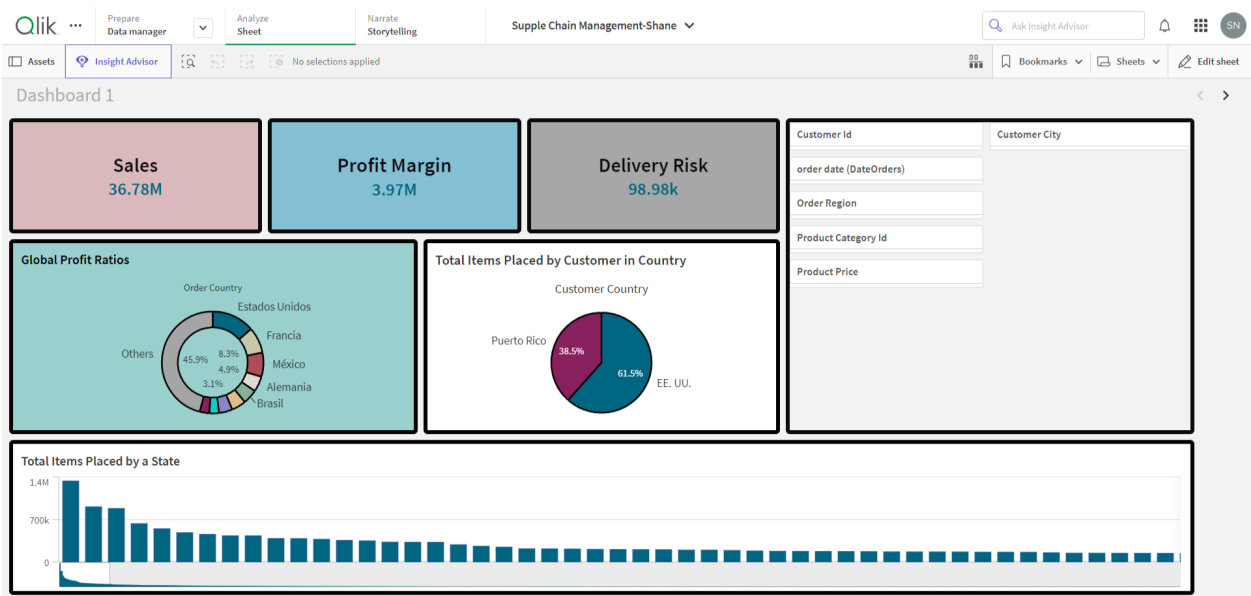 Qlik
Prepare
Data manager
Analyze
Sheet
Narrate
Storytelling
Supple Chain Management-Shane
Ask Insight Advisor
SN
Assets
Insight Advisor
No selections applied
Bookmarks
Sheets
Edit sheet
Dashboard 1
Sales
36.78M
Profit Margin
3.97M
Delivery Risk
98.98k
Customer Id
Customer City
order date (DateOrders)
Order Region
Product Category Id
Product Price
Global Profit Ratios
Order Country
Estados Unidos
Francia
México
Alemania
Brasil
Others
45.9%
8.3%
4.9%
3.1%
Total Items Placed by Customer in Country
Customer Country
Puerto Rico
38.5%
61.5%
EE. UU.
Total Items Placed by a State
1.4M
700k
0